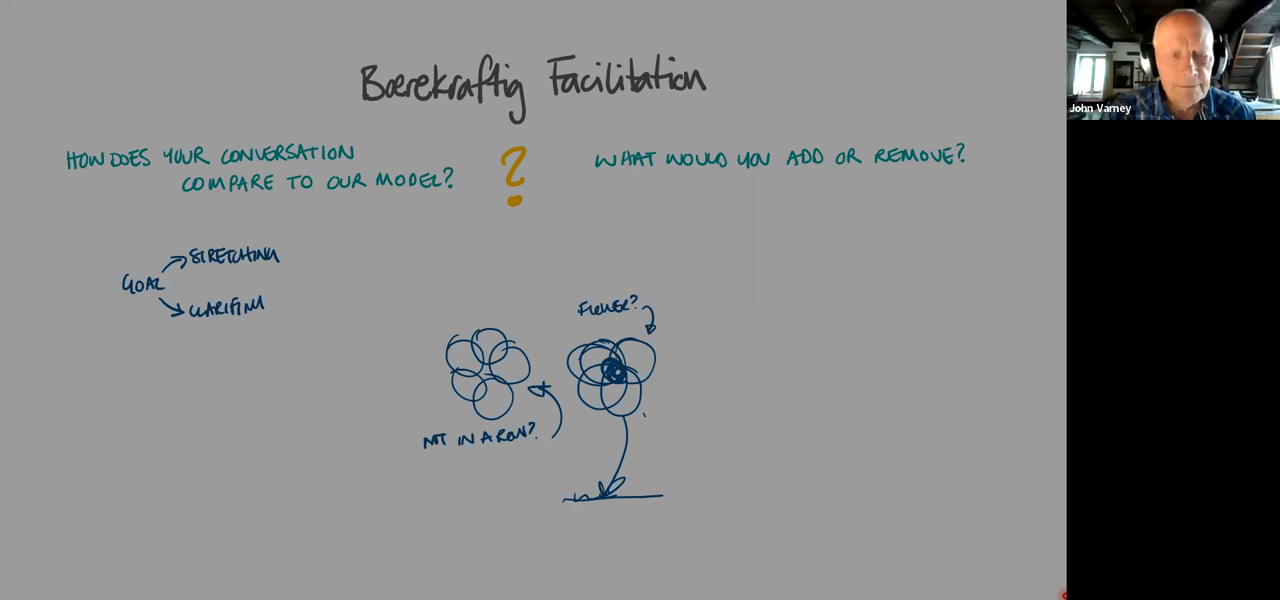 Bærekraftig Facilitation
HOW DOES YOUR CONVERSATION
COMPARE TO OUR MODEL?
?
WHAT WOULD YOU ADD OR REMOVE?
STRETCHING
GOAL
CLARIFING
FLOWER?
NOT IN A ROW?
John Varney